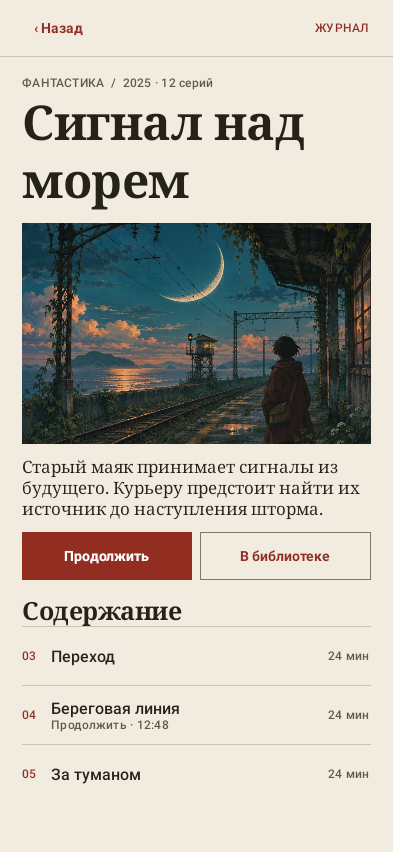 ‹ Назад
ЖУРНАЛ
ФАНТАСТИКА / 2025 · 12 серий
Сигнал над
морем
Старый маяк принимает сигналы из
будущего. Курьеру предстоит найти их
источник до наступления шторма.
Продолжить
В библиотеке
Содержание
03 Переход 24 мин
04 Береговая линия 24 мин
Продолжить · 12:48
05 За туманом 24 мин